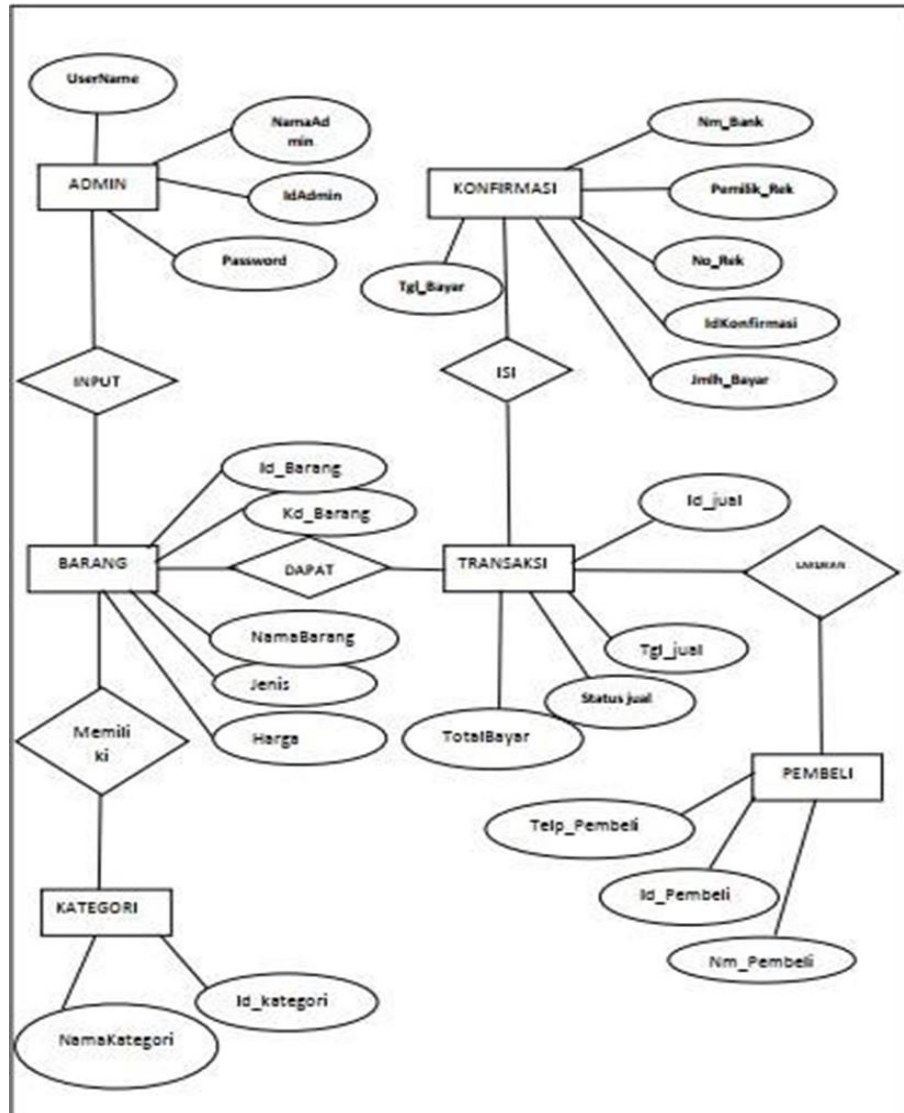 UserName
NamaAd
min
Nm_Bank
ADMIN
KONFIRMASI
Pemilik_Rek
IdAdmin
Password
No_Rek
Tgl_Bayar
IdKonfirmasi
INPUT
ISI
Jmlh_Bayar
Id_Barang
Kd_Barang
Id_jual
BARANG
DAPAT
TRANSAKSI
NamaBarang
Tgl_jual
Jenis
Status jual
Memili
ki
Harga
TotalBayar
PEMBELI
Telp_Pembeli
Id_Pembeli
KATEGORI
Nm_Pembeli
Id_kategori
NamaKategori